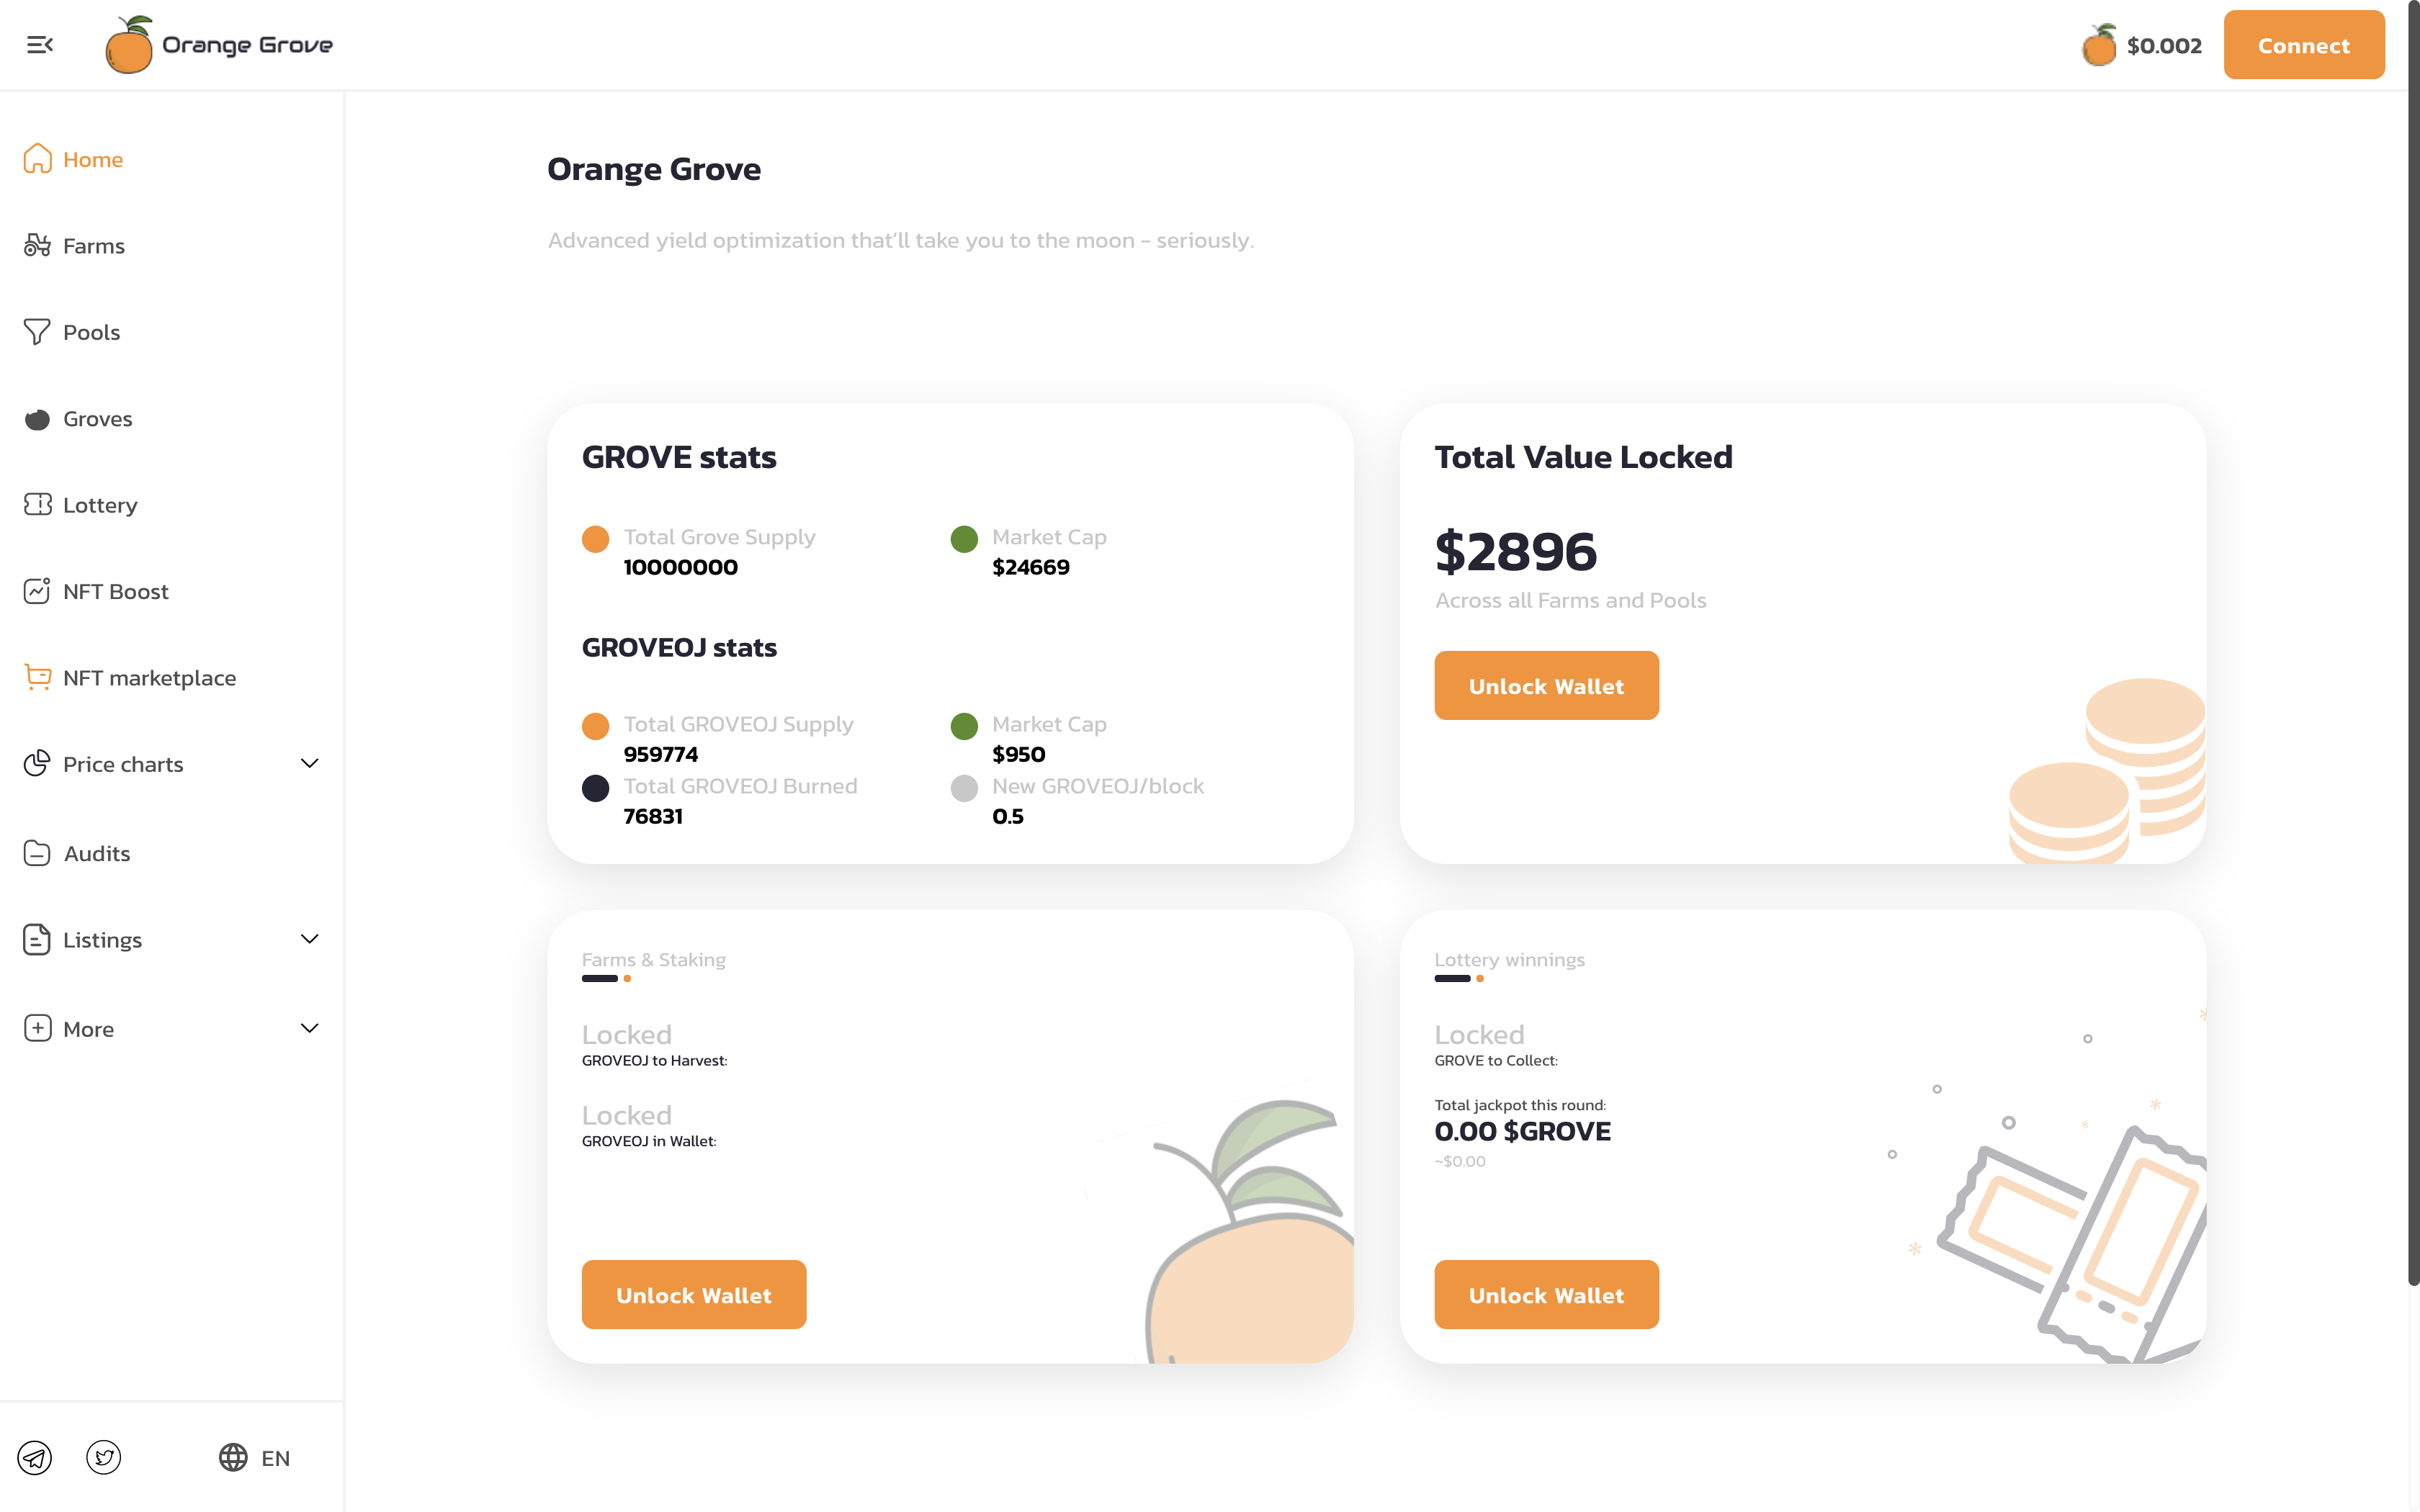 Orange Grove
$0.002
Connect
Home
Farms
Pools
Groves
Lottery
NFT Boost
NFT marketplace
Price charts
Audits
Listings
More
EN
Orange Grove
Advanced yield optimization that'll take you to the moon - seriously.
GROVE stats
Total Grove Supply
10000000
Market Cap
$24669
GROVEOJ stats
Total GROVEOJ Supply
959774
Market Cap
$950
Total GROVEOJ Burned
76831
New GROVEOJ/block
0.5
Total Value Locked
$2896
Across all Farms and Pools
Unlock Wallet
Farms & Staking
Locked
GROVEOJ to Harvest:
Locked
GROVEOJ in Wallet:
Unlock Wallet
Lottery winnings
Locked
GROVE to Collect:
Total jackpot this round:
0.00 $GROVE
~$0.00
Unlock Wallet